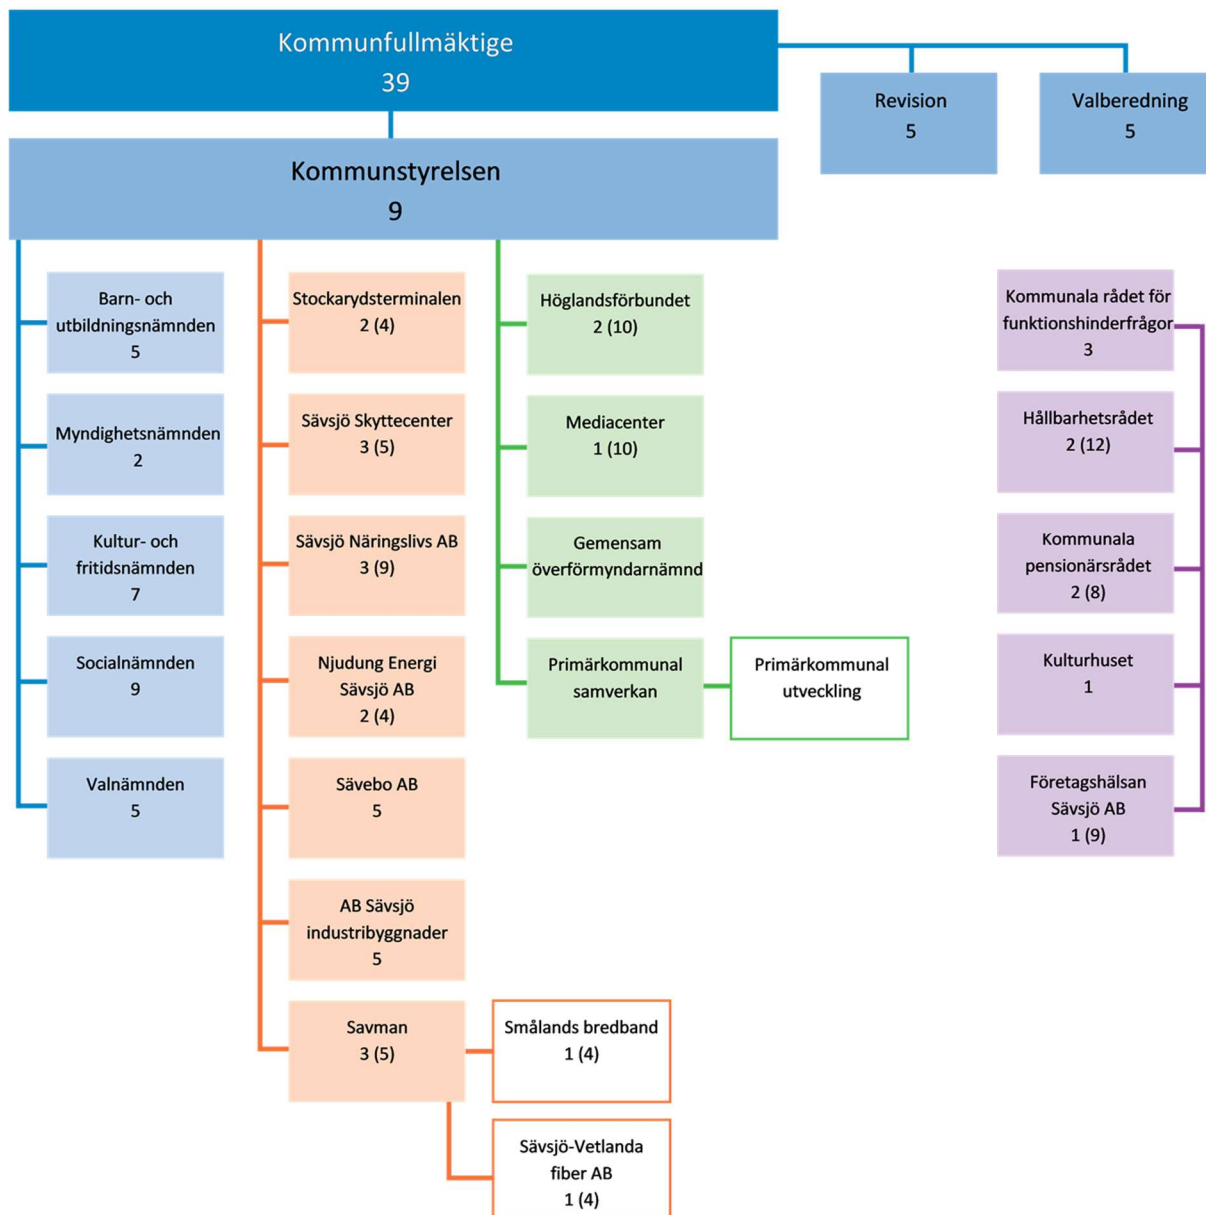 Kommunfullmäktige
39
Revision
5
Valberedning
5
Kommunstyrelsen
9
Barn- och
utbildningsnämnden
5
Myndighetsnämnden
2
Kultur- och
fritidsnämnden
7
Socialnämnden
9
Valnämnden
5
Stockarydsterminalen
2 (4)
Sävsjö Skyttecenter
3 (5)
Sävsjö Näringslivs AB
3 (9)
Njudung Energi
Sävsjö AB
2 (4)
Sävebo AB
5
AB Sävsjö
industribyggnader
5
Savman
3 (5)
Smålands bredband
1 (4)
Sävsjö-Vetlanda
fiber AB
1 (4)
Höglandsförbundet
2 (10)
Mediacenter
1 (10)
Gemensam
överförmyndarnämnd
Primärkommunal
samverkan
Primärkommunal
utveckling
Kommunala rådet för
funktionshinderfrågor
3
Hållbarhetsrådet
2 (12)
Kommunala
pensionärsrådet
2 (8)
Kulturhuset
1
Företagshälsan
Sävsjö AB
1 (9)